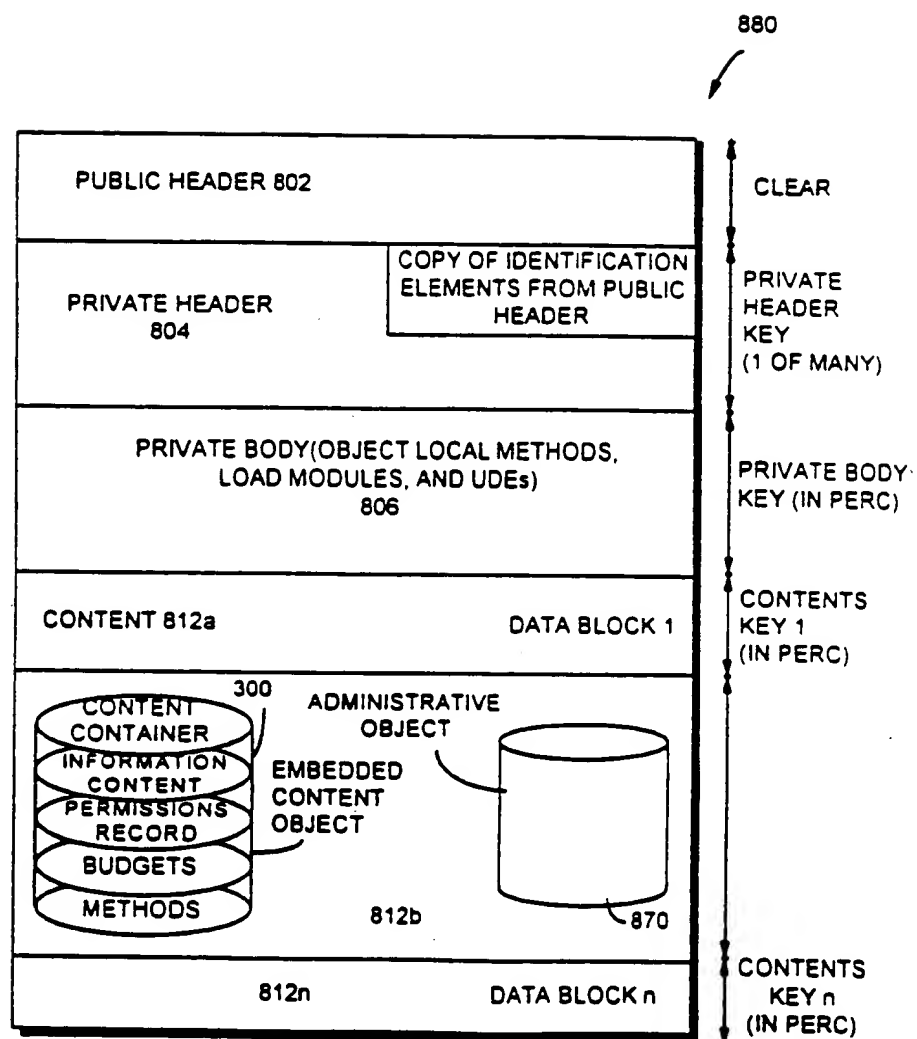 880
PUBLIC HEADER 802
CLEAR
COPY OF IDENTIFICATION
ELEMENTS FROM PUBLIC
HEADER
PRIVATE HEADER
804
PRIVATE
HEADER
KEY
(1 OF MANY)
PRIVATE BODY(OBJECT LOCAL METHODS,
LOAD MODULES, AND UDEs)
806
PRIVATE BODY
KEY (IN PERC)
CONTENT 812a
DATA BLOCK 1
CONTENTS
KEY 1
(IN PERC)
300
CONTENT
CONTAINER
INFORMATION
CONTENT
PERMISSIONS
RECORD
BUDGETS
METHODS
ADMINISTRATIVE
OBJECT
EMBEDDED
CONTENT
OBJECT
812b
870
812n
DATA BLOCK n
CONTENTS
KEY n
(IN PERC)